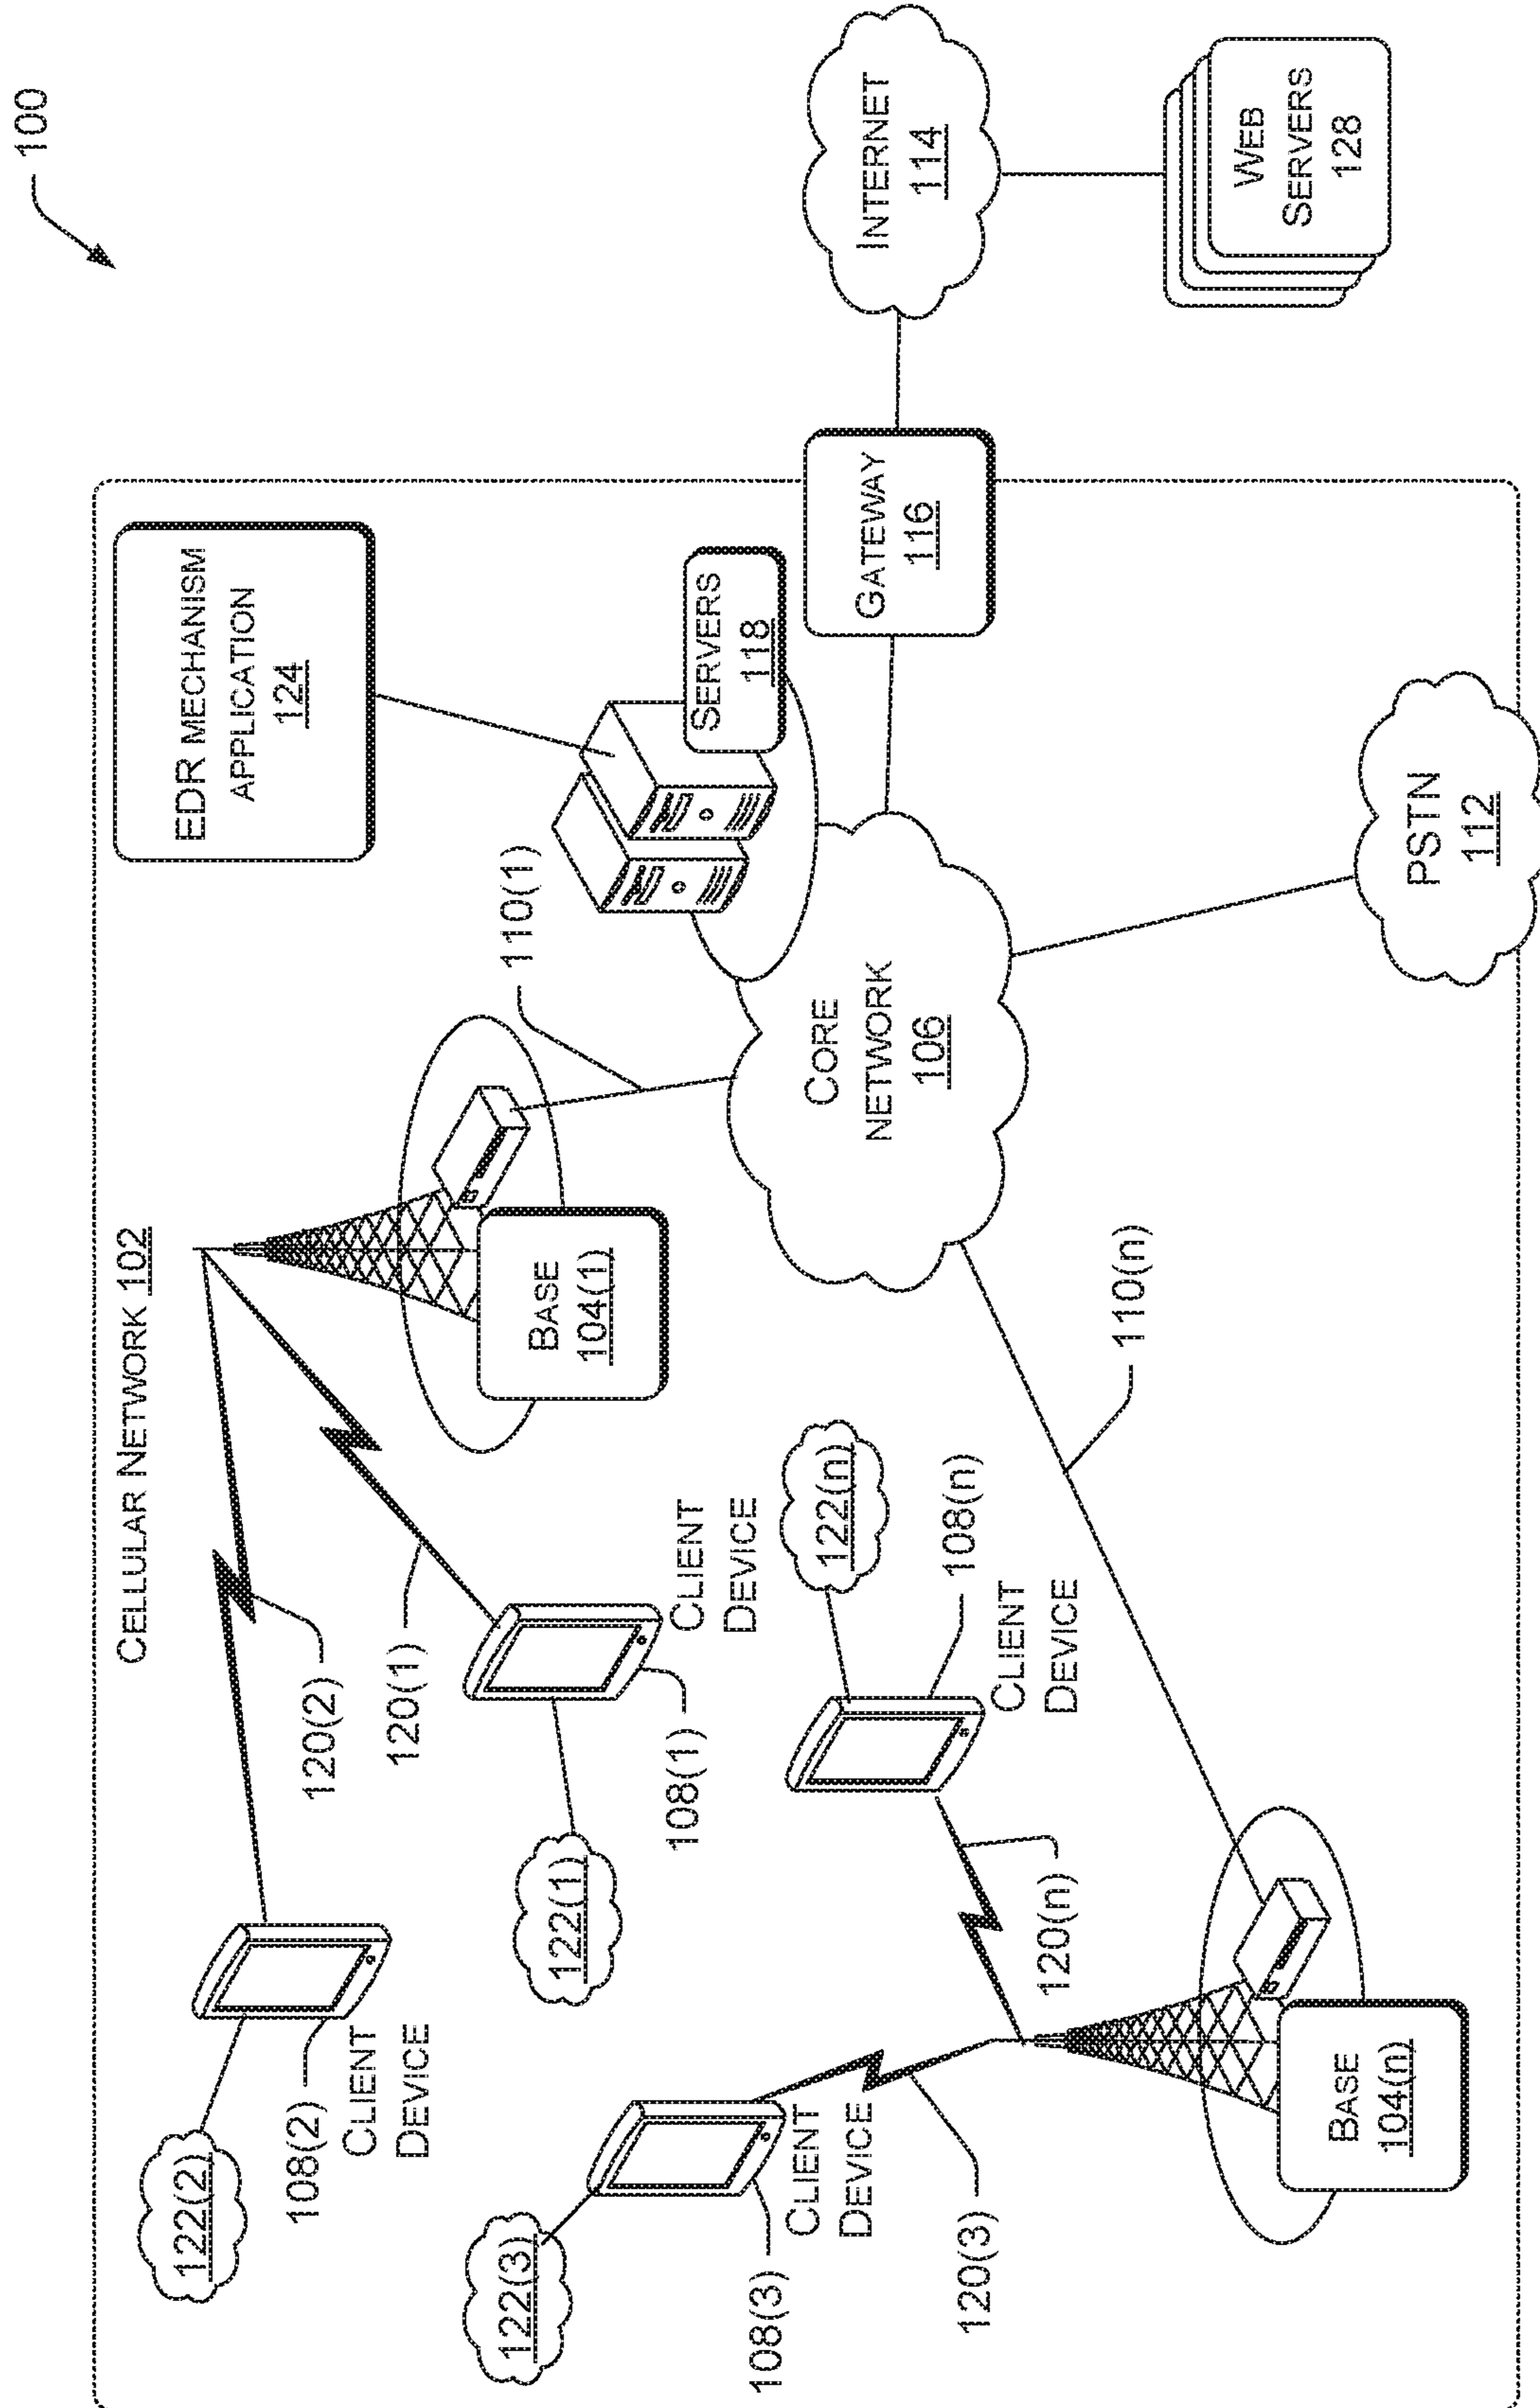 100
CELLULAR NETWORK 102
EDR MECHANISM
APPLICATION
124
122(2)
108(2)
CLIENT
DEVICE
120(2)
120(1)
BASE
104(1)
110(1)
SERVERS
118
122(1)
108(1)
CLIENT
DEVICE
122(3)
108(3)
CLIENT
DEVICE
122(n)
108(n)
CLIENT
DEVICE
120(3)
120(n)
CORE
NETWORK
106
GATEWAY
116
INTERNET
114
110(n)
BASE
104(n)
PSTN
112
WEB
SERVERS
128